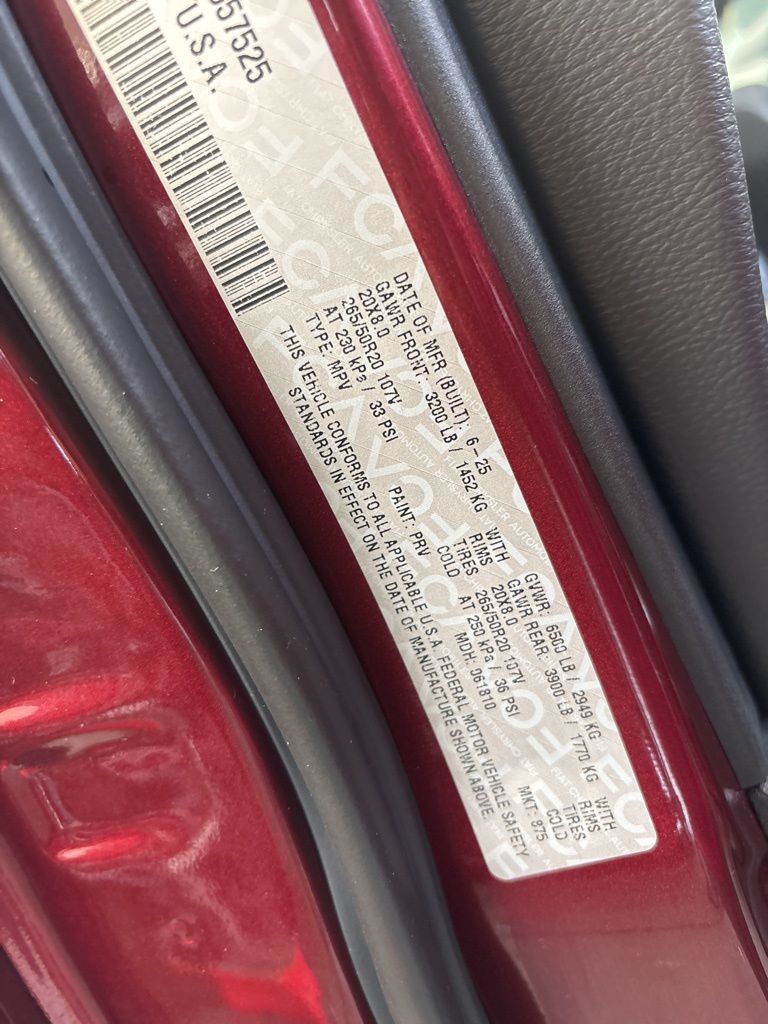 557525
U.S.A.
DATE OF MFR (BUILT): 6-25 GVWR: 6500 LB / 2949 KG
GAWR FRONT: 3200 LB / 1452 KG WITH GAWR REAR: 3900 LB / 1770 KG WITH
20X8.0 RIMS 20X8.0 RIMS
265/50R20 107V TIRES 265/50R20 107V TIRES
AT 230 KPa / 33 PSI COLD AT 250 KPa / 36 PSI COLD
TYPE: MPV PAINT: PRV MDH: 061810 MKT: 875
THIS VEHICLE CONFORMS TO ALL APPLICABLE U.S.A. FEDERAL MOTOR VEHICLE SAFETY
STANDARDS IN EFFECT ON THE DATE OF MANUFACTURE SHOWN ABOVE.